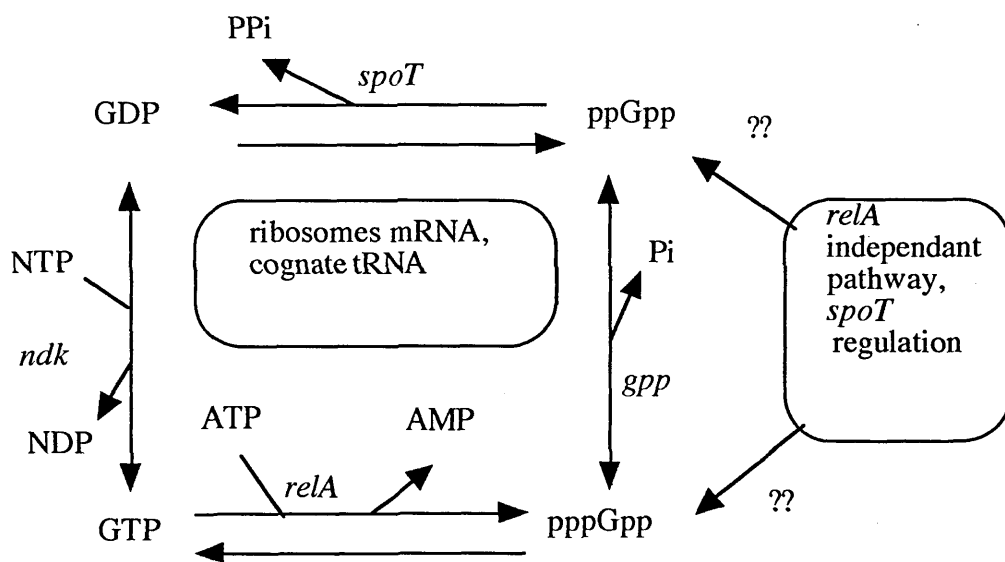 PPi
spoT
GDP
ppGpp
??
ribosomes mRNA,
cognate tRNA
relA
independant
pathway,
spoT
regulation
NTP
Pi
ndk
gpp
NDP
ATP
AMP
relA
GTP
pppGpp
??